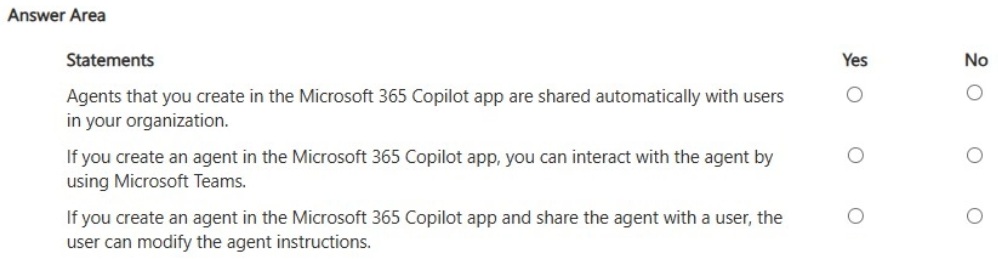 Answer Area
Statements Yes No
Agents that you create in the Microsoft 365 Copilot app are shared automatically with users
in your organization.
If you create an agent in the Microsoft 365 Copilot app, you can interact with the agent by
using Microsoft Teams.
If you create an agent in the Microsoft 365 Copilot app and share the agent with a user, the
user can modify the agent instructions.